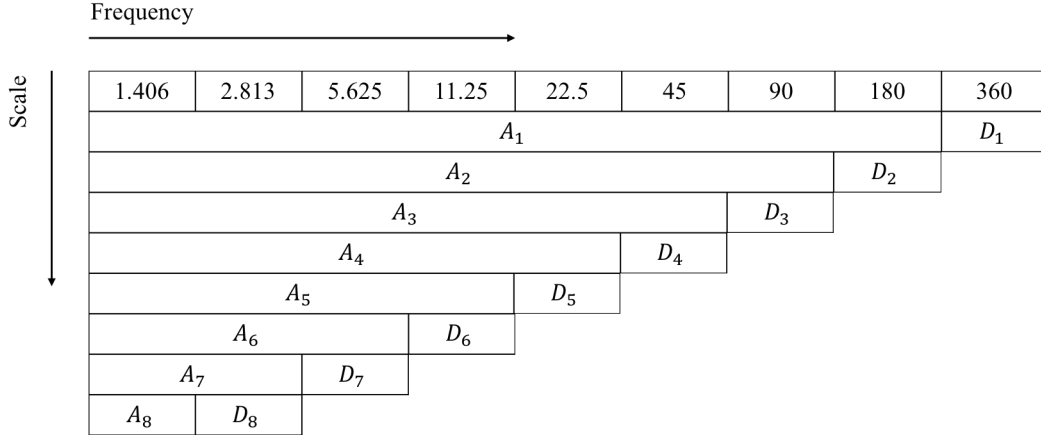 Frequency
Scale
1.406 2.813 5.625 11.25 22.5 45 90 180 360
A₁ D₁
A₂ D₂
A₃ D₃
A₄ D₄
A₅ D₅
A₆ D₆
A₇ D₇
A₈ D₈